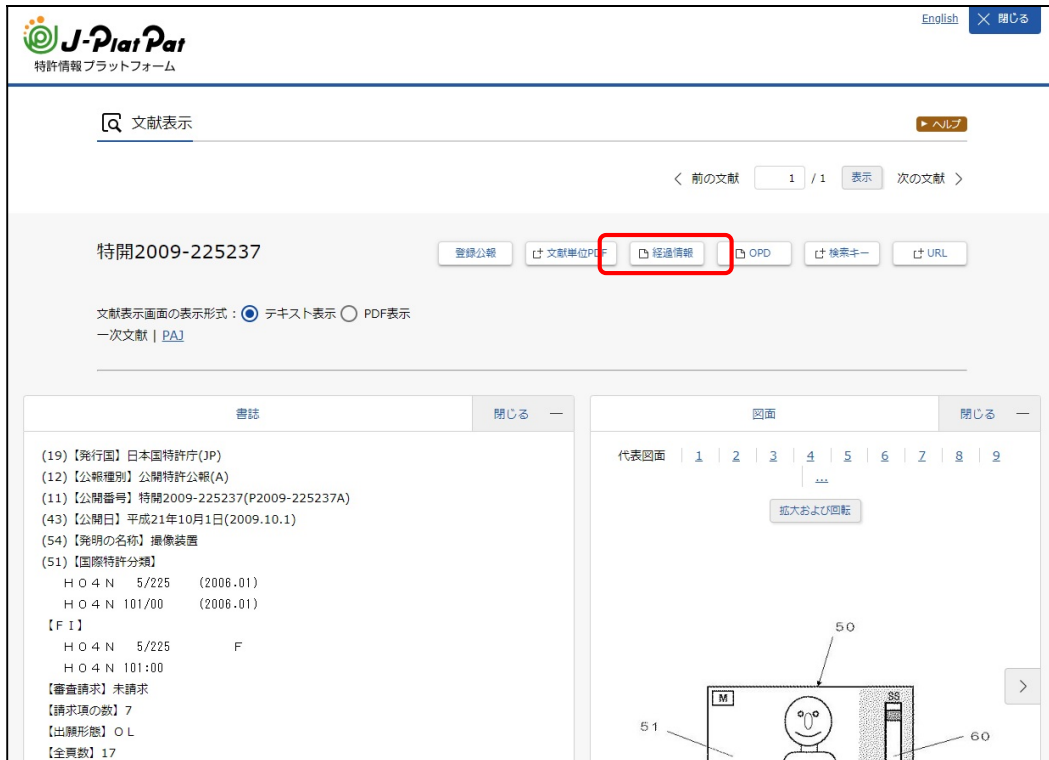 English
閉じる
J-PlatPat
特許情報プラットフォーム
文献表示
ヘルプ
前の文献 1 / 1 表示 次の文献
特開2009-225237 登録公報 文献単位PDF 経過情報 OPD 検索キー URL
文献表示画面の表示形式： テキスト表示 PDF表示
一次文献 | PAJ
書誌 閉じる
(19)【発行国】日本国特許庁(JP)
(12)【公報種別】公開特許公報(A)
(11)【公開番号】特開2009-225237(P2009-225237A)
(43)【公開日】平成21年10月1日(2009.10.1)
(54)【発明の名称】撮像装置
(51)【国際特許分類】
Ｈ０４Ｎ 5/225 (2006.01)
Ｈ０４Ｎ 101/00 (2006.01)
【ＦＩ】
Ｈ０４Ｎ 5/225 Ｆ
Ｈ０４Ｎ 101:00
【審査請求】未請求
【請求項の数】7
【出願形態】ＯＬ
【全頁数】17
図面 閉じる
代表図面 | 1 | 2 | 3 | 4 | 5 | 6 | 7 | 8 | 9
| ...
拡大および回転
50
M
SS
51
60